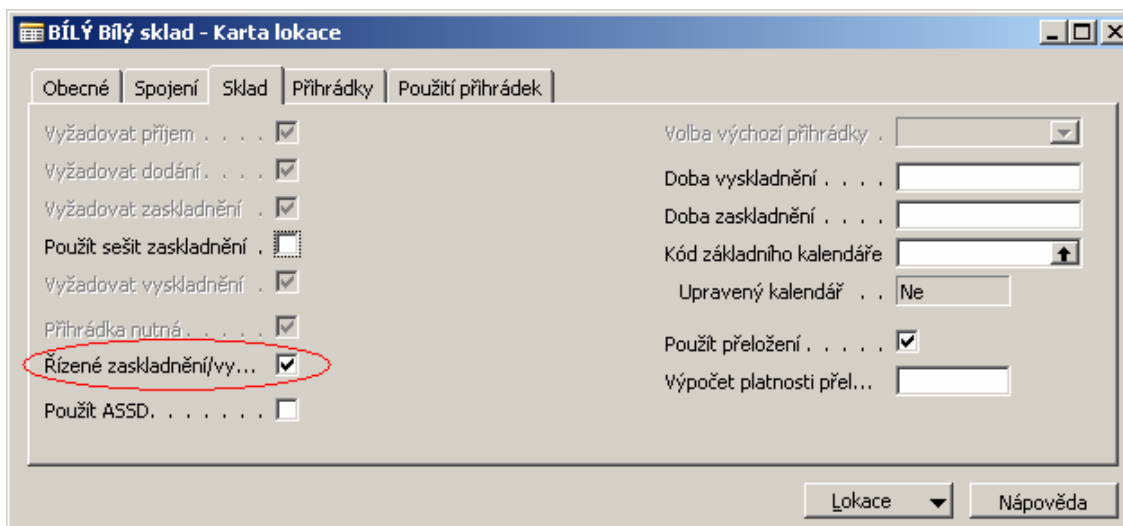 BÍLÝ Bílý sklad - Karta lokace
Obecné Spojení Sklad Přihrádky Použití přihrádek
Vyžadovat příjem . . . .
Vyžadovat dodání. . . . .
Vyžadovat zaskladnění .
Použít sešit zaskladnění .
Vyžadovat vyskladnění .
Přihrádka nutná. . . . .
Řízené zaskladnění/vy...
Použít ASSD. . . . . . .
Volba výchozí přihrádky .
Doba vyskladnění . . . .
Doba zaskladnění . . . .
Kód základního kalendáře
Upravený kalendář . . Ne
Použít přeložení . . . . .
Výpočet platnosti přel...
Lokace Nápověda